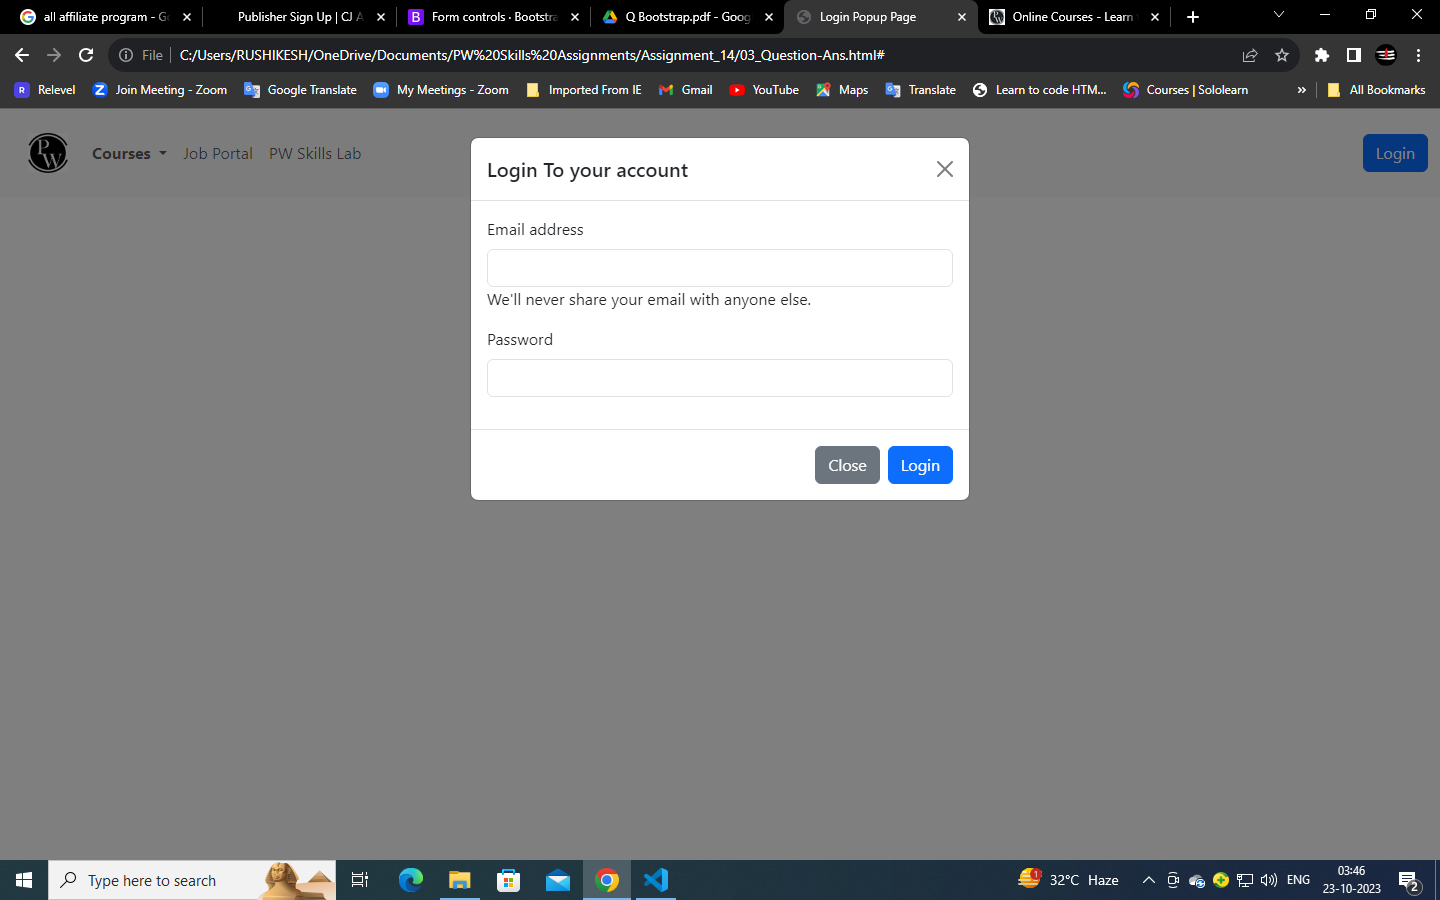 all affiliate program - Go
Publisher Sign Up | CJ A
Form controls · Bootstra
Q Bootstrap.pdf - Goog
Login Popup Page
Online Courses - Learn
File
C:/Users/RUSHIKESH/OneDrive/Documents/PW%20Skills%20Assignments/Assignment_14/03_Question-Ans.html#
Relevel
Join Meeting - Zoom
Google Translate
My Meetings - Zoom
Imported From IE
Gmail
YouTube
Maps
Translate
Learn to code HTM...
Courses | Sololearn
»
All Bookmarks
PW
Courses
Job Portal
PW Skills Lab
Login
Login To your account
Email address
We'll never share your email with anyone else.
Password
Close
Login
Type here to search
1
32°C Haze
ENG
03:46
23-10-2023
2